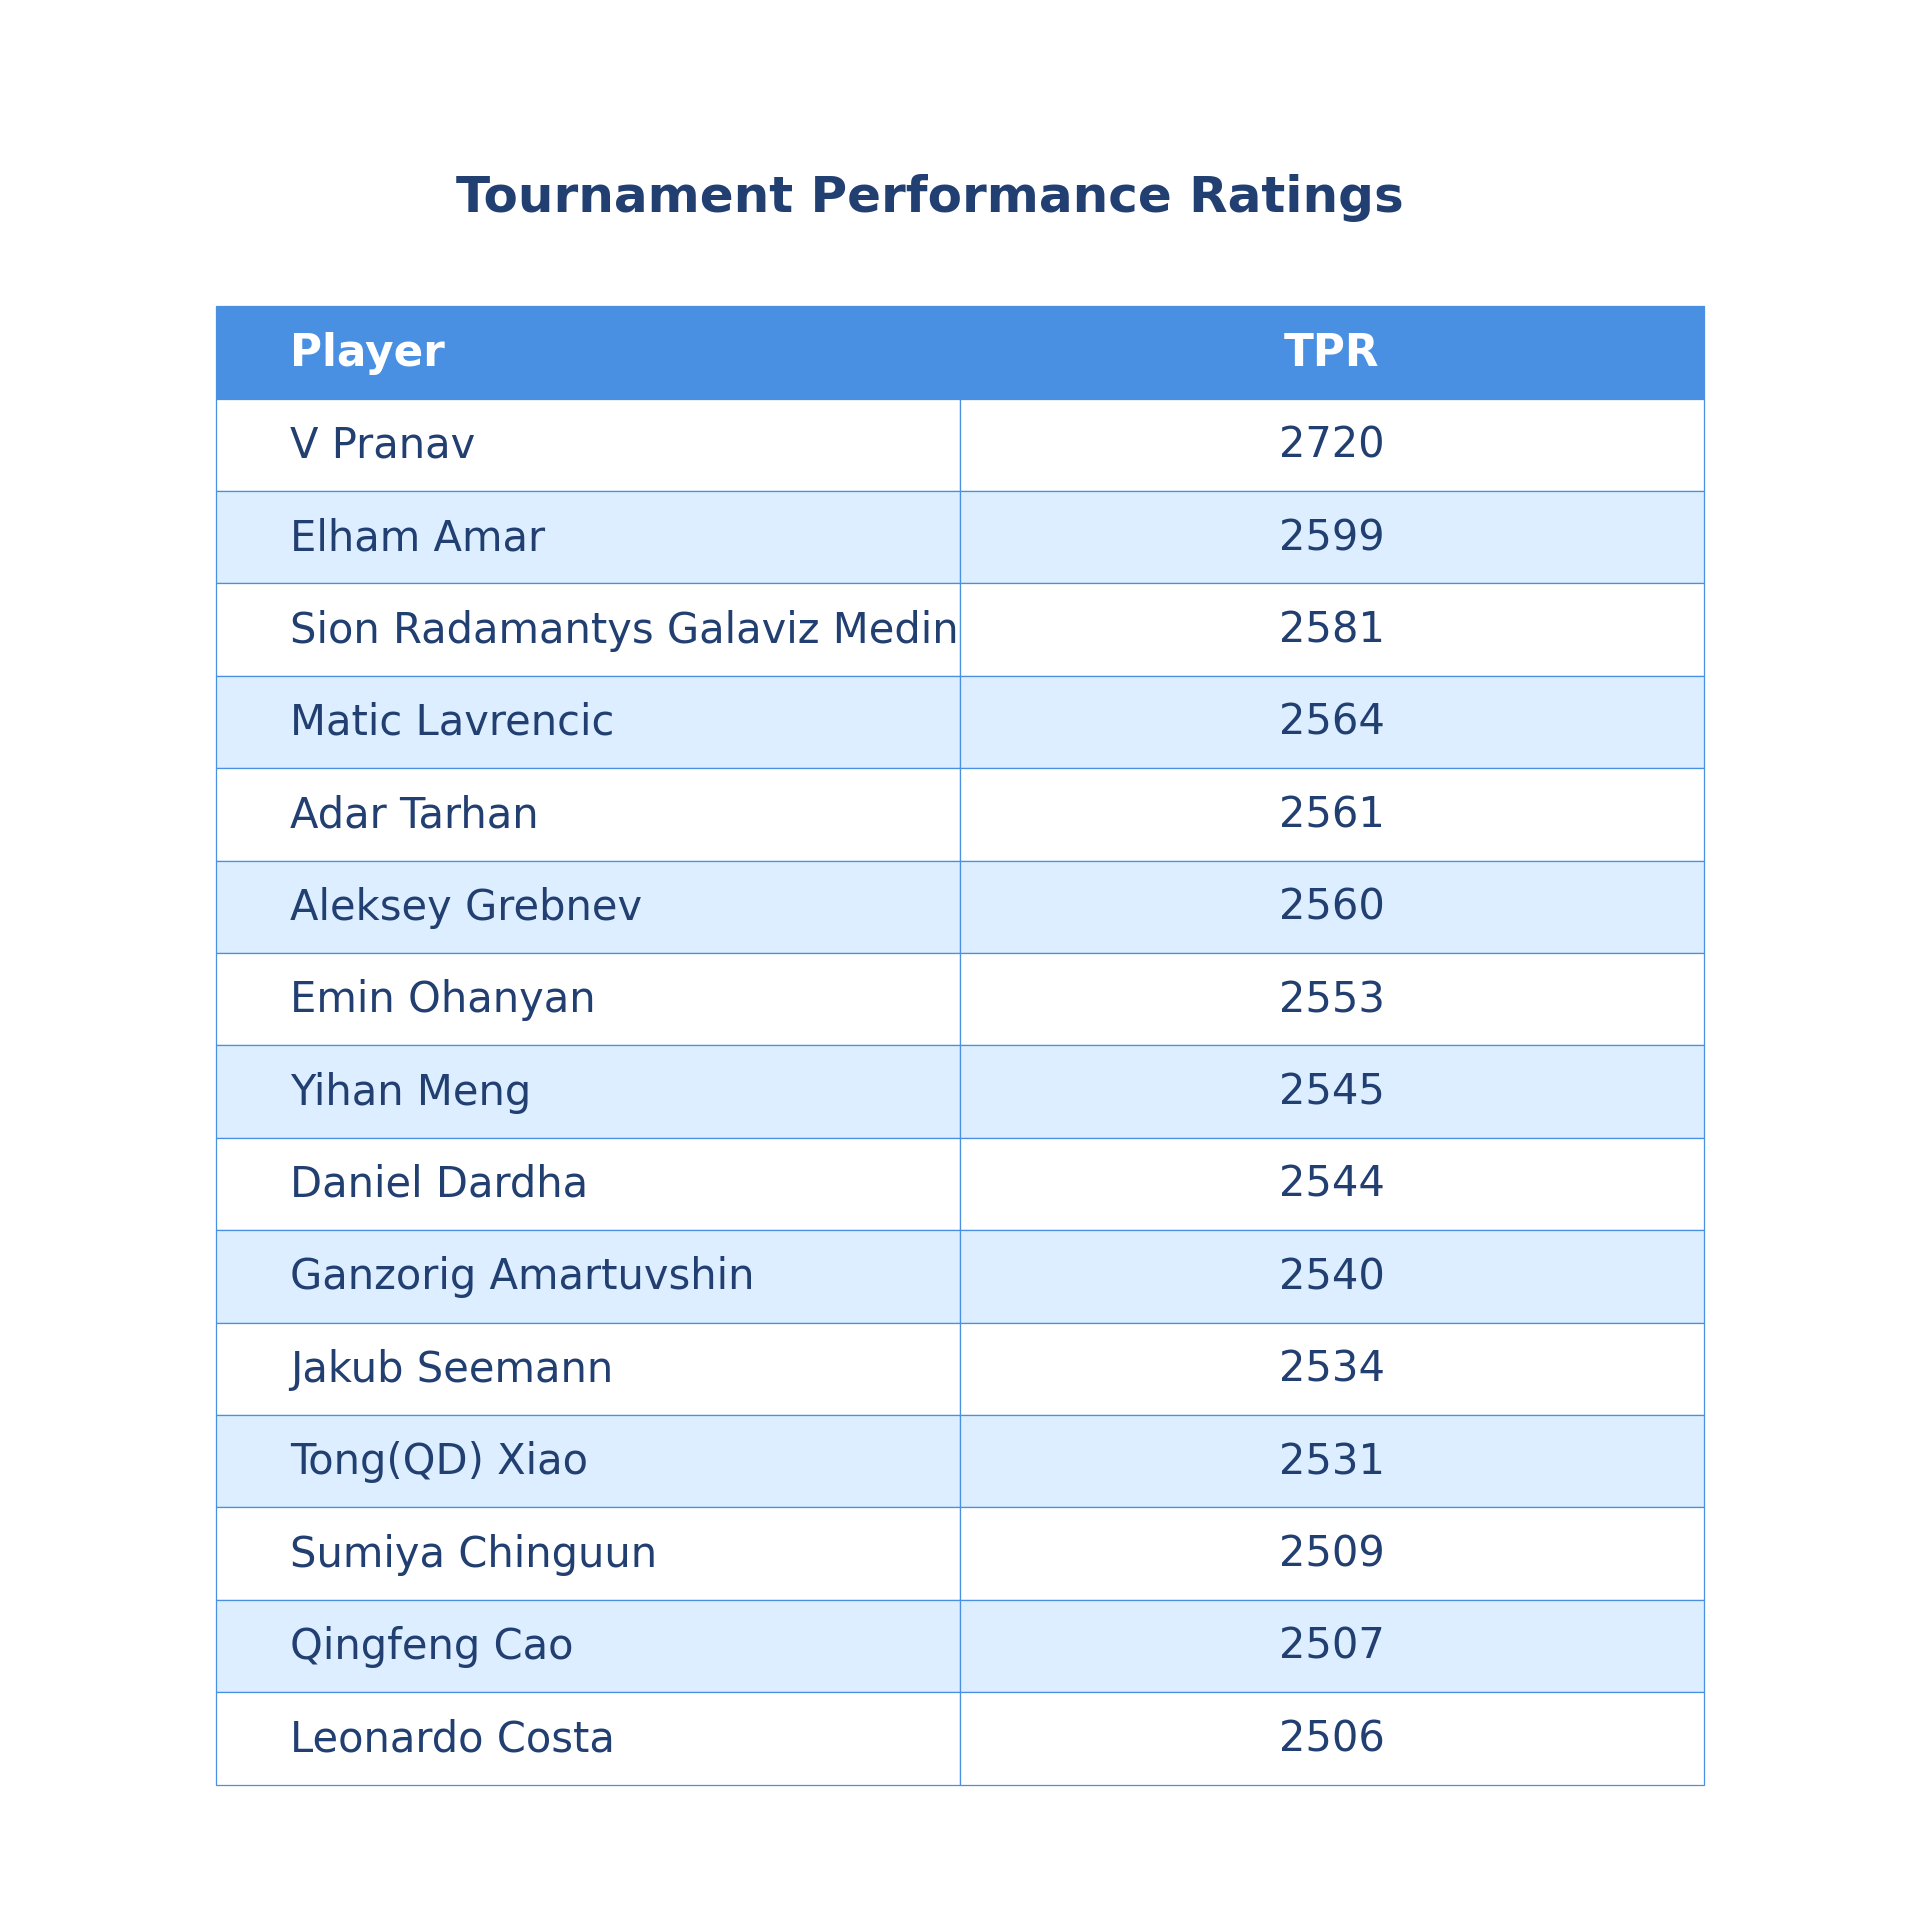 Tournament Performance Ratings
Player TPR
V Pranav 2720
Elham Amar 2599
Sion Radamantys Galaviz Medin 2581
Matic Lavrencic 2564
Adar Tarhan 2561
Aleksey Grebnev 2560
Emin Ohanyan 2553
Yihan Meng 2545
Daniel Dardha 2544
Ganzorig Amartuvshin 2540
Jakub Seemann 2534
Tong(QD) Xiao 2531
Sumiya Chinguun 2509
Qingfeng Cao 2507
Leonardo Costa 2506